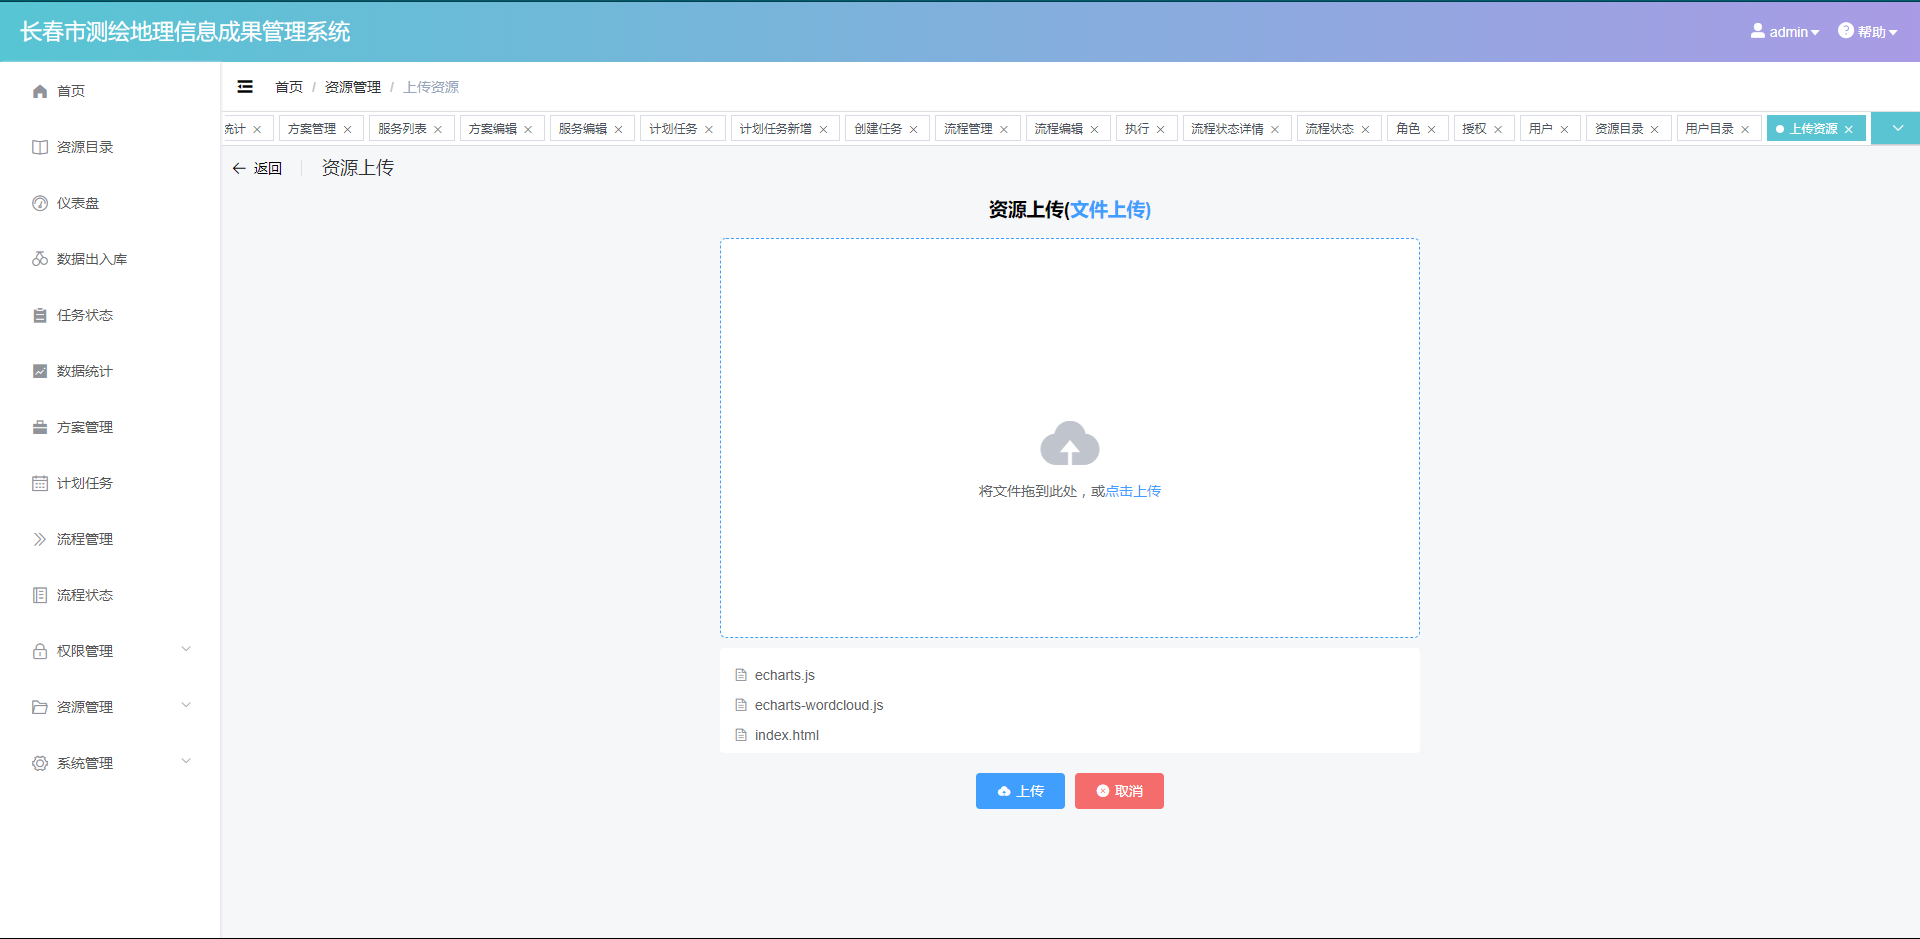 长春市测绘地理信息成果管理系统
admin
帮助
首页
资源目录
仪表盘
数据出入库
任务状态
数据统计
方案管理
计划任务
流程管理
流程状态
权限管理
资源管理
系统管理
首页 / 资源管理 / 上传资源
统计 方案管理 服务列表 方案编辑 服务编辑 计划任务 计划任务新增 创建任务 流程管理 流程编辑 执行 流程状态详情 流程状态 角色 授权 用户 资源目录 用户目录 上传资源
返回 资源上传
资源上传(文件上传)
将文件拖到此处，或点击上传
echarts.js
echarts-wordcloud.js
index.html
上传 取消